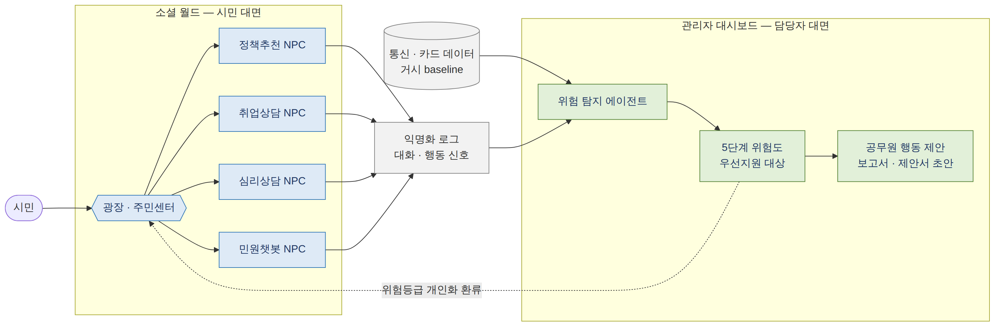 소셜 월드 — 시민 대면
관리자 대시보드 — 담당자 대면
정책추천 NPC
통신 · 카드 데이터
거시 baseline
취업상담 NPC
위험 탐지 에이전트
익명화 로그
대화 · 행동 신호
5단계 위험도
우선지원 대상
공무원 행동 제안
보고서 · 제안서 초안
심리상담 NPC
시민
광장 · 주민센터
민원챗봇 NPC
위험등급 개인화 환류